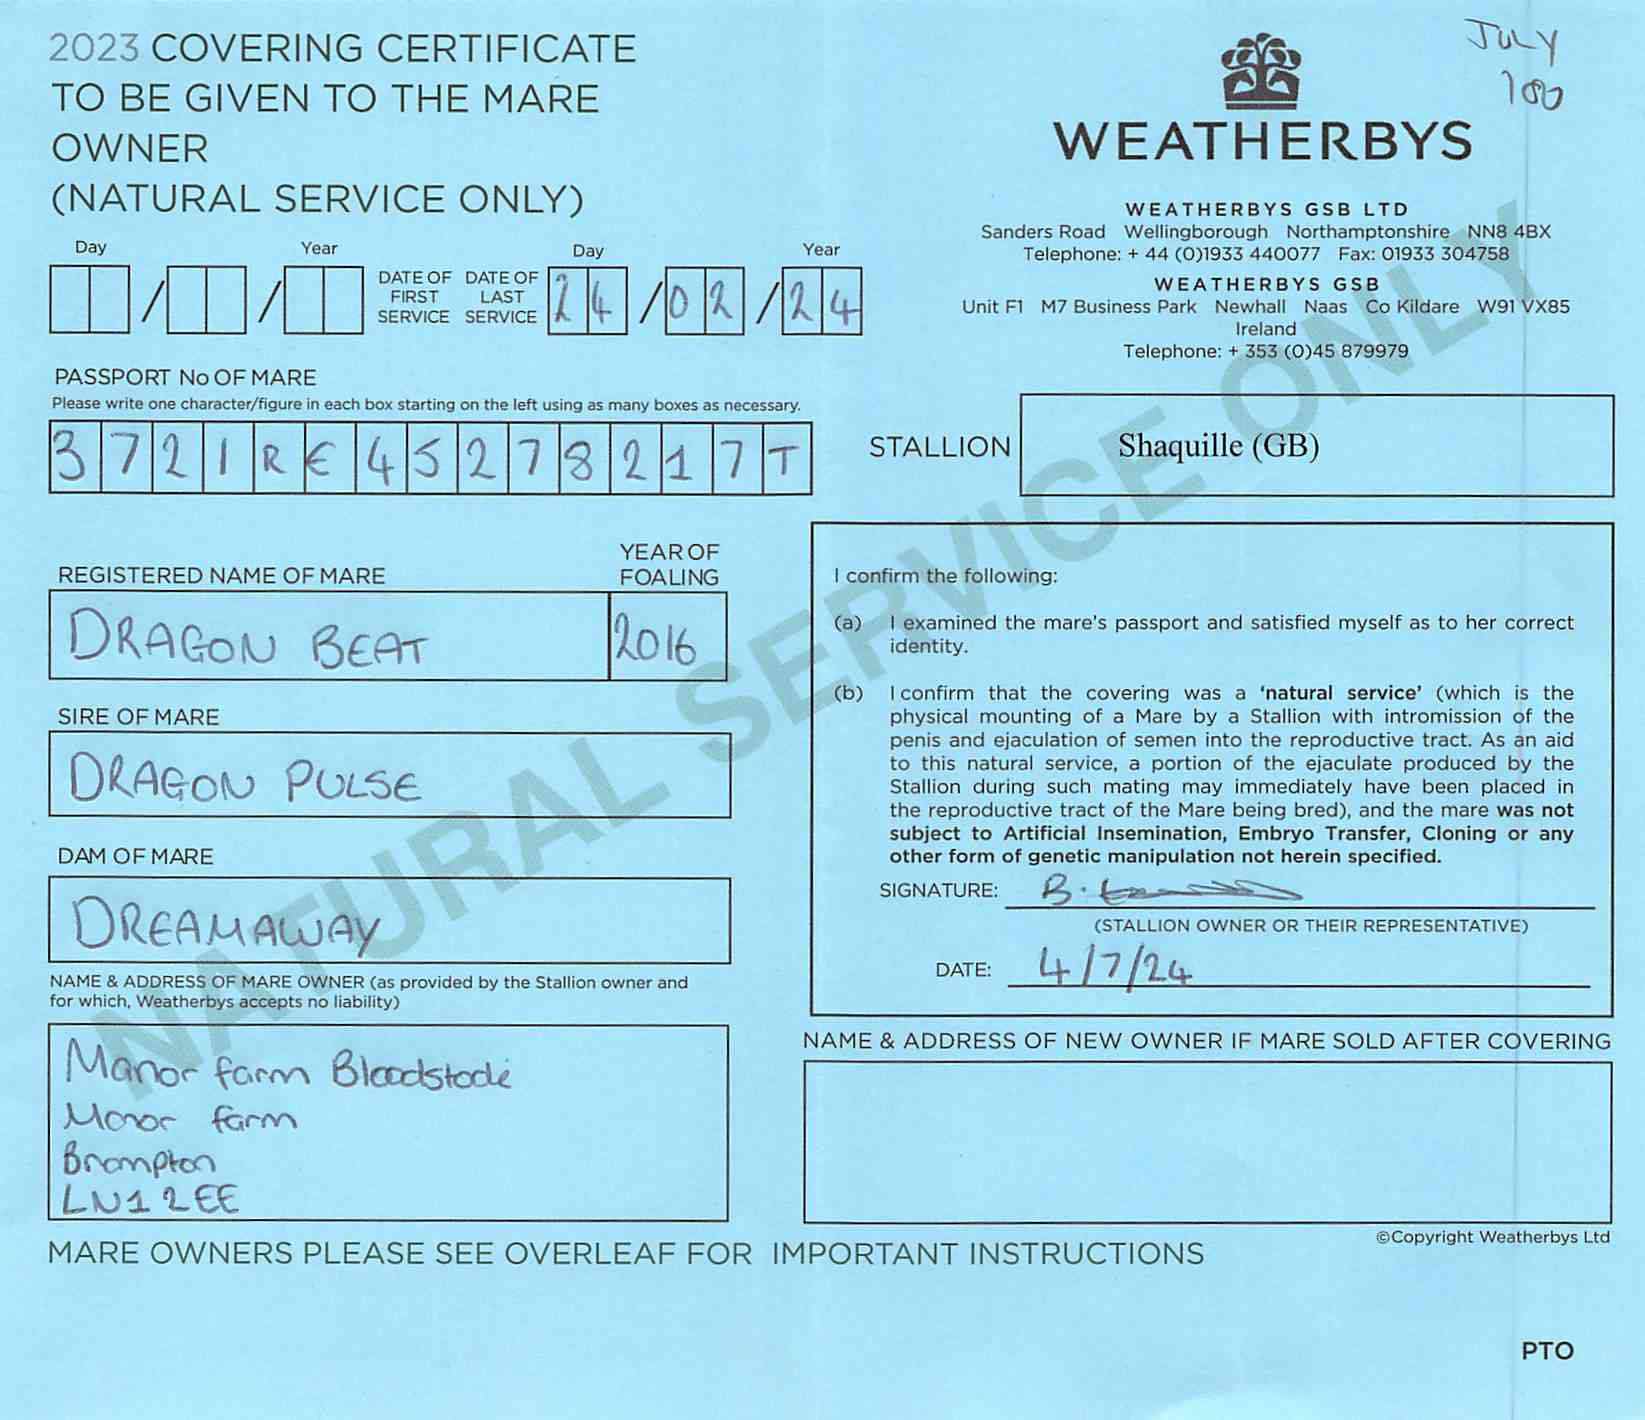 2023 COVERING CERTIFICATE
TO BE GIVEN TO THE MARE
OWNER
(NATURAL SERVICE ONLY)
July
180
WEATHERBYS
WEATHERBYS GSB LTD
Sanders Road Wellingborough Northamptonshire NN8 4BX
Telephone: + 44 (0)1933 440077 Fax: 01933 304758
WEATHERBYS GSB
Unit F1 M7 Business Park Newhall Naas Co Kildare W91 VX85
Ireland
Telephone: + 353 (0)45 879979
Day Year Day Year
/ / DATE OF FIRST SERVICE DATE OF LAST SERVICE 24/02/24
PASSPORT No OF MARE
Please write one character/figure in each box starting on the left using as many boxes as necessary.
3721RE45278217T
STALLION Shaquille (GB)
REGISTERED NAME OF MARE YEAR OF FOALING
DRAGON BEAT 2016
SIRE OF MARE
DRAGON PULSE
DAM OF MARE
DREAMAWAY
NAME & ADDRESS OF MARE OWNER (as provided by the Stallion owner and
for which, Weatherbys accepts no liability)
Manor farm Bloodstock
Manor farm
Brampton
LN1 2EE
I confirm the following:
(a) I examined the mare's passport and satisfied myself as to her correct
identity.
(b) I confirm that the covering was a 'natural service' (which is the
physical mounting of a Mare by a Stallion with intromission of the
penis and ejaculation of semen into the reproductive tract. As an aid
to this natural service, a portion of the ejaculate produced by the
Stallion during such mating may immediately have been placed in
the reproductive tract of the Mare being bred), and the mare was not
subject to Artificial Insemination, Embryo Transfer, Cloning or any
other form of genetic manipulation not herein specified.
SIGNATURE: B.
(STALLION OWNER OR THEIR REPRESENTATIVE)
DATE: 4/7/24
NAME & ADDRESS OF NEW OWNER IF MARE SOLD AFTER COVERING
©Copyright Weatherbys Ltd
MARE OWNERS PLEASE SEE OVERLEAF FOR IMPORTANT INSTRUCTIONS
PTO
NATURAL SERVICE ONLY